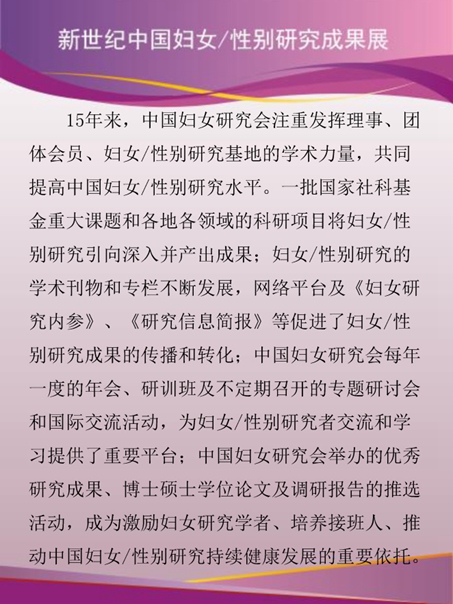 新世纪中国妇女/性别研究成果展
15年来，中国妇女研究会注重发挥理事、团
体会员、妇女/性别研究基地的学术力量，共同
提高中国妇女/性别研究水平。一批国家社科基
金重大课题和各地各领域的科研项目将妇女/性
别研究引向深入并产出成果；妇女/性别研究的
学术刊物和专栏不断发展，网络平台及《妇女研
究内参》、《研究信息简报》等促进了妇女/性
别研究成果的传播和转化；中国妇女研究会每年
一度的年会、研训班及不定期召开的专题研讨会
和国际交流活动，为妇女/性别研究者交流和学
习提供了重要平台；中国妇女研究会举办的优秀
研究成果、博士硕士学位论文及调研报告的推选
活动，成为激励妇女研究学者、培养接班人、推
动中国妇女/性别研究持续健康发展的重要依托。